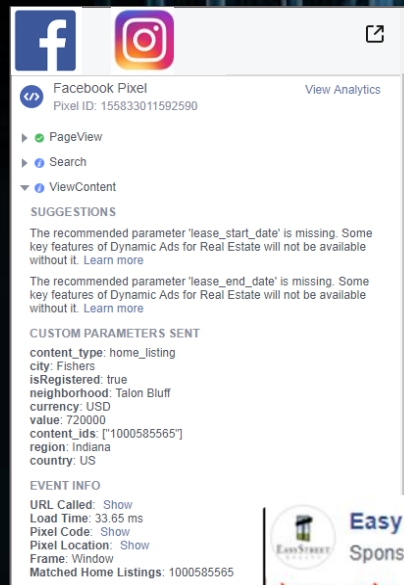 Facebook Pixel
View Analytics
Pixel ID: 155833011592590
PageView
Search
ViewContent
SUGGESTIONS
The recommended parameter 'lease_start_date' is missing. Some
key features of Dynamic Ads for Real Estate will not be available
without it. Learn more
The recommended parameter 'lease_end_date' is missing. Some
key features of Dynamic Ads for Real Estate will not be available
without it. Learn more
CUSTOM PARAMETERS SENT
content_type: home_listing
city: Fishers
isRegistered: true
neighborhood: Talon Bluff
currency: USD
value: 720000
content_ids: ["1000585565"]
region: Indiana
country: US
EVENT INFO
URL Called: Show
Load Time: 33.65 ms
Pixel Code: Show
Pixel Location: Show
Frame: Window
Matched Home Listings: 1000585565
EASYSTREET
Easy
Spons